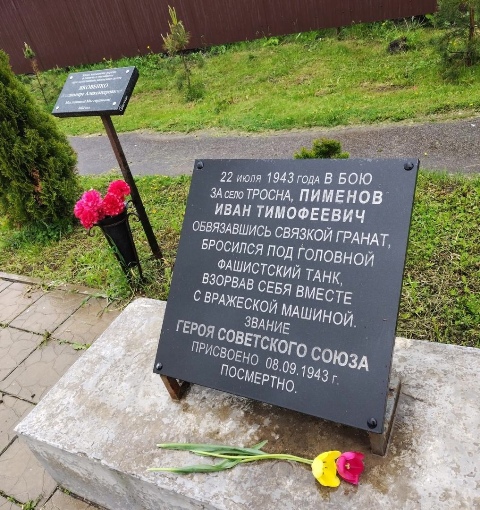 ЯКОВЕНКО
22 ИЮЛЯ 1943 ГОДА В БОЮ
ЗА СЕЛО ТРОСНА, ПИМЕНОВ
ИВАН ТИМОФЕЕВИЧ
ОБВЯЗАВШИСЬ СВЯЗКОЙ ГРАНАТ,
БРОСИЛСЯ ПОД ГОЛОВНОЙ
ФАШИСТСКИЙ ТАНК,
ВЗОРВАВ СЕБЯ ВМЕСТЕ
С ВРАЖЕСКОЙ МАШИНОЙ.
ЗВАНИЕ
ГЕРОЯ СОВЕТСКОГО СОЮЗА
ПРИСВОЕНО 08.09.1943 г.
ПОСМЕРТНО.